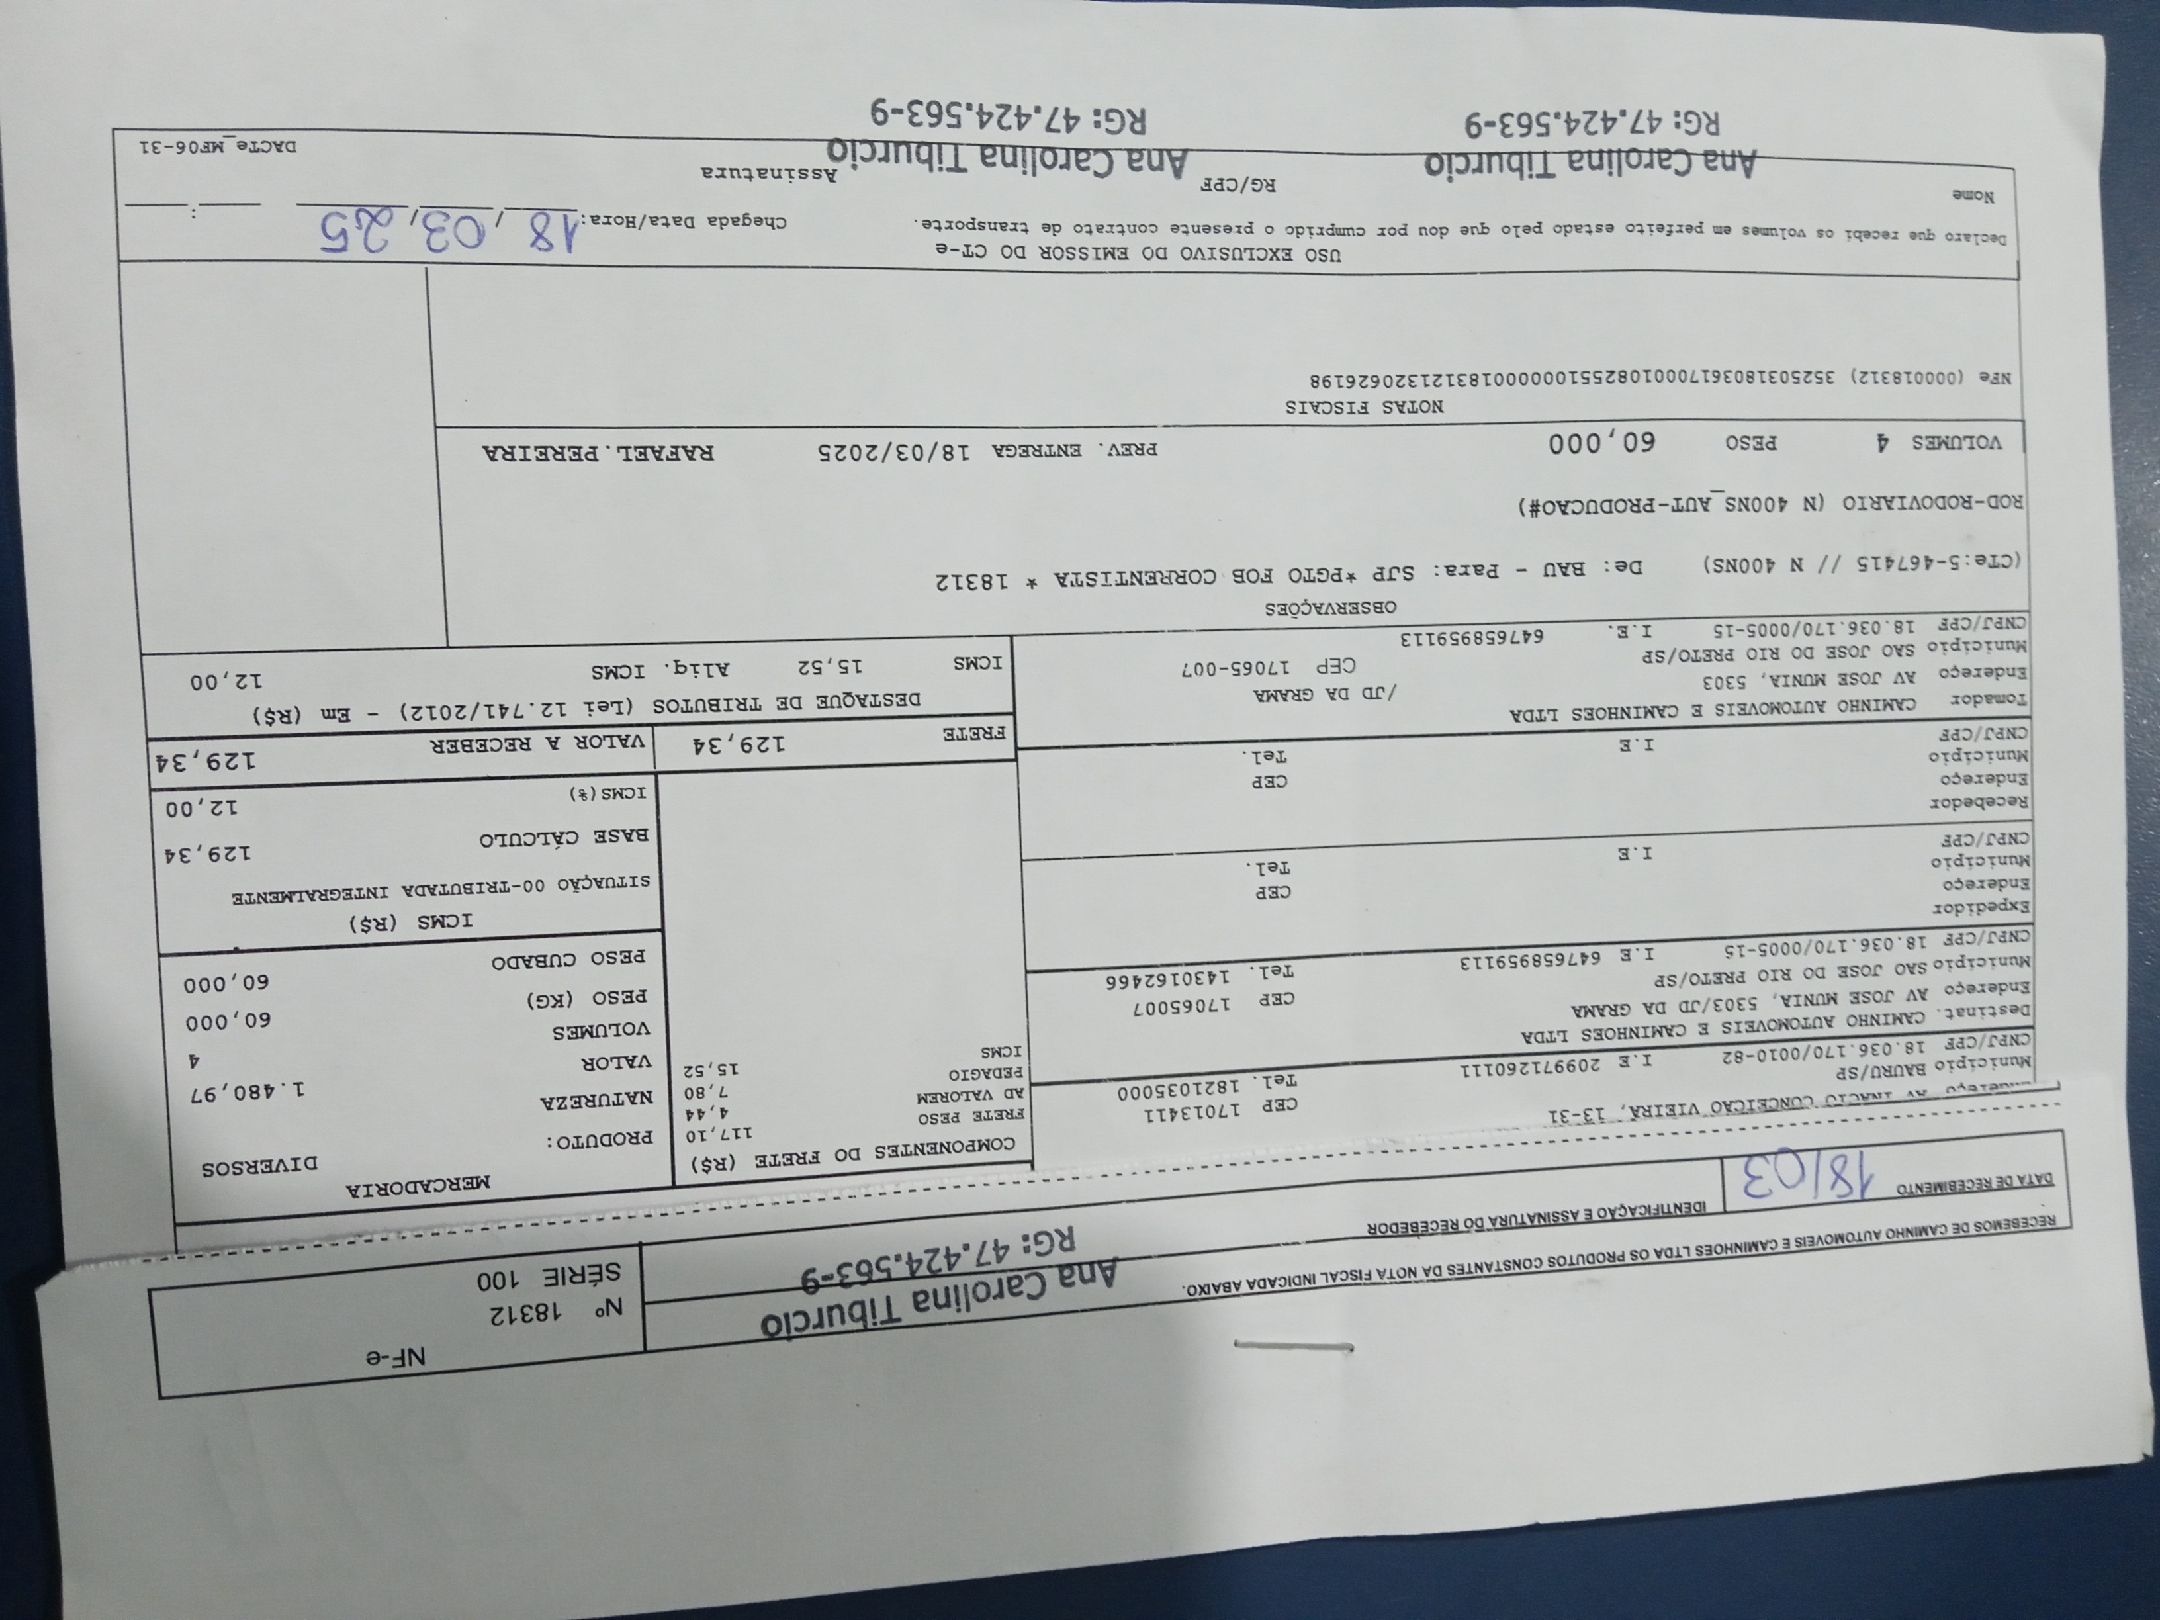 NF-e
Nº 18312
SÉRIE 100
RECEBEMOS DE CAMINHO AUTOMOVEIS E CAMINHOES LTDA OS PRODUTOS CONSTANTES DA NOTA FISCAL INDICADA ABAIXO.
Ana Carolina Tiburcio
RG: 47.424.563-9
DATA DE RECEBIMENTO 18/03
IDENTIFICAÇÃO E ASSINATURA DO RECEBEDOR
Endereço AV INACIO CONCEICAO VIEIRA, 13-31 CEP 17013411
Município BAURU/SP Tel. 1821035000
CNPJ/CPF 18.036.170/0010-82 I.E 209971260111
Destinat. CAMINHO AUTOMOVEIS E CAMINHOES LTDA
Endereço AV JOSE MUNIA, 5303/JD DA GRAMA CEP 17065007
Município SAO JOSE DO RIO PRETO/SP Tel. 1430162466
CNPJ/CPF 18.036.170/0005-15 I.E 647658959113
Expedidor
Endereço CEP
Município Tel.
CNPJ/CPF I.E
Recebedor
Endereço CEP
Município Tel.
CNPJ/CPF I.E
Tomador CAMINHO AUTOMOVEIS E CAMINHOES LTDA
Endereço AV JOSE MUNIA, 5303 /JD DA GRAMA
Município SAO JOSE DO RIO PRETO/SP CEP 17065-007
CNPJ/CPF 18.036.170/0005-15 I.E. 647658959113
COMPONENTES DO FRETE (R$)
FRETE PESO 117,10
AD VALOREM 4,44
PEDAGIO 7,80
ICMS 15,52
MERCADORIA
PRODUTO: DIVERSOS
NATUREZA
VALOR 1.480,97
VOLUMES 4
PESO (KG) 60,000
PESO CUBADO 60,000
ICMS (R$)
SITUAÇÃO 00-TRIBUTADA INTEGRALMENTE
BASE CÁLCULO 129,34
ICMS(%) 12,00
FRETE 129,34 VALOR A RECEBER 129,34
DESTAQUE DE TRIBUTOS (Lei 12.741/2012) - Em (R$)
ICMS 15,52 Aliq. ICMS 12,00
OBSERVAÇÕES
(CTe:5-467415 // N 400NS) De: BAU - Para: SJP *PGTO FOB CORRENTISTA * 18312
ROD-RODOVIARIO (N 400NS_AUT-PRODUCAO#)
VOLUMES 4 PESO 60,000 PREV. ENTREGA 18/03/2025 RAFAEL.PEREIRA
NOTAS FISCAIS
NFe (000018312) 35250318036170001082551000000183121320626198
USO EXCLUSIVO DO EMISSOR DO CT-e
Declaro que recebi os volumes em perfeito estado pelo que dou por cumprido o presente contrato de transporte.
Chegada Data/Hora: 18/03/25 :
Nome RG/CPF Assinatura
Ana Carolina Tiburcio Ana Carolina Tiburcio
RG: 47.424.563-9 RG: 47.424.563-9
DACTe_MF06-31